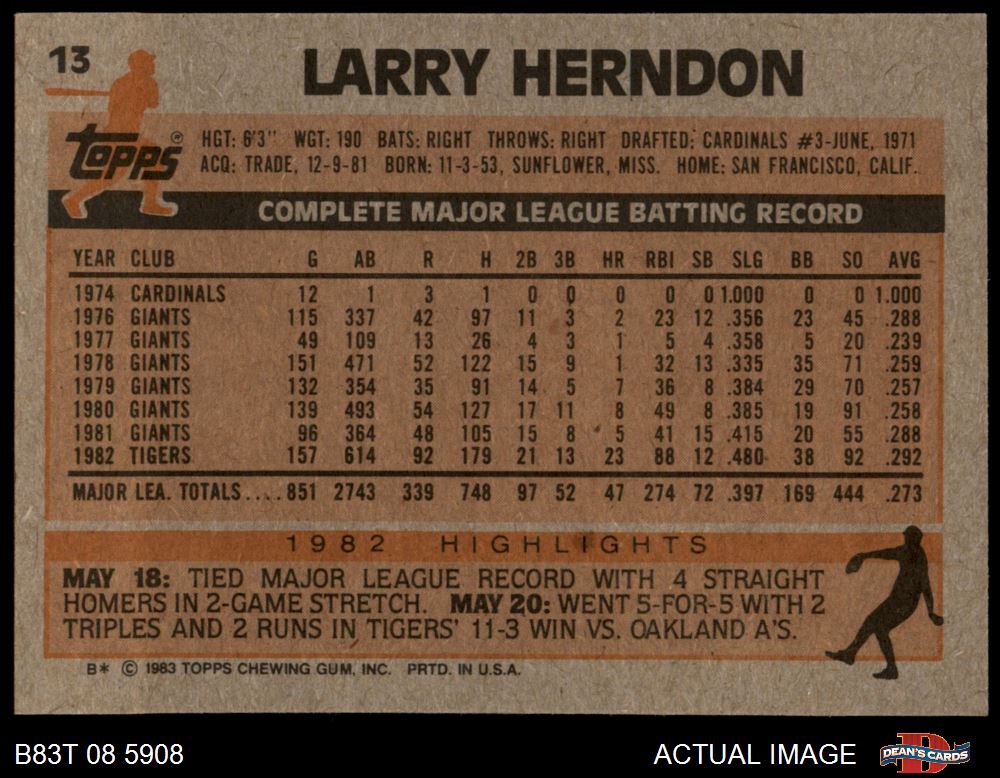 13
LARRY HERNDON
Topps®
HGT: 6'3" WGT: 190 BATS: RIGHT THROWS: RIGHT DRAFTED: CARDINALS #3-JUNE, 1971
ACQ: TRADE, 12-9-81 BORN: 11-3-53, SUNFLOWER, MISS. HOME: SAN FRANCISCO, CALIF.
COMPLETE MAJOR LEAGUE BATTING RECORD
YEAR CLUB G AB R H 2B 3B HR RBI SB SLG BB SO AVG
1974 CARDINALS 12 1 3 1 0 0 0 0 0 1.000 0 0 1.000
1976 GIANTS 115 337 42 97 11 3 2 23 12 .356 23 45 .288
1977 GIANTS 49 109 13 26 4 3 1 5 4 .358 5 20 .239
1978 GIANTS 151 471 52 122 15 9 1 32 13 .335 35 71 .259
1979 GIANTS 132 354 35 91 14 5 7 36 8 .384 29 70 .257
1980 GIANTS 139 493 54 127 17 11 8 49 8 .385 19 91 .258
1981 GIANTS 96 364 48 105 15 8 5 41 15 .415 20 55 .288
1982 TIGERS 157 614 92 179 21 13 23 88 12 .480 38 92 .292
MAJOR LEA. TOTALS.... 851 2743 339 748 97 52 47 274 72 .397 169 444 .273
1982 HIGHLIGHTS
MAY 18: TIED MAJOR LEAGUE RECORD WITH 4 STRAIGHT
HOMERS IN 2-GAME STRETCH. MAY 20: WENT 5-FOR-5 WITH 2
TRIPLES AND 2 RUNS IN TIGERS' 11-3 WIN VS. OAKLAND A'S.
B* © 1983 TOPPS CHEWING GUM, INC. PRTD. IN U.S.A.
B83T 08 5908
ACTUAL IMAGE
D
DEAN'S CARDS